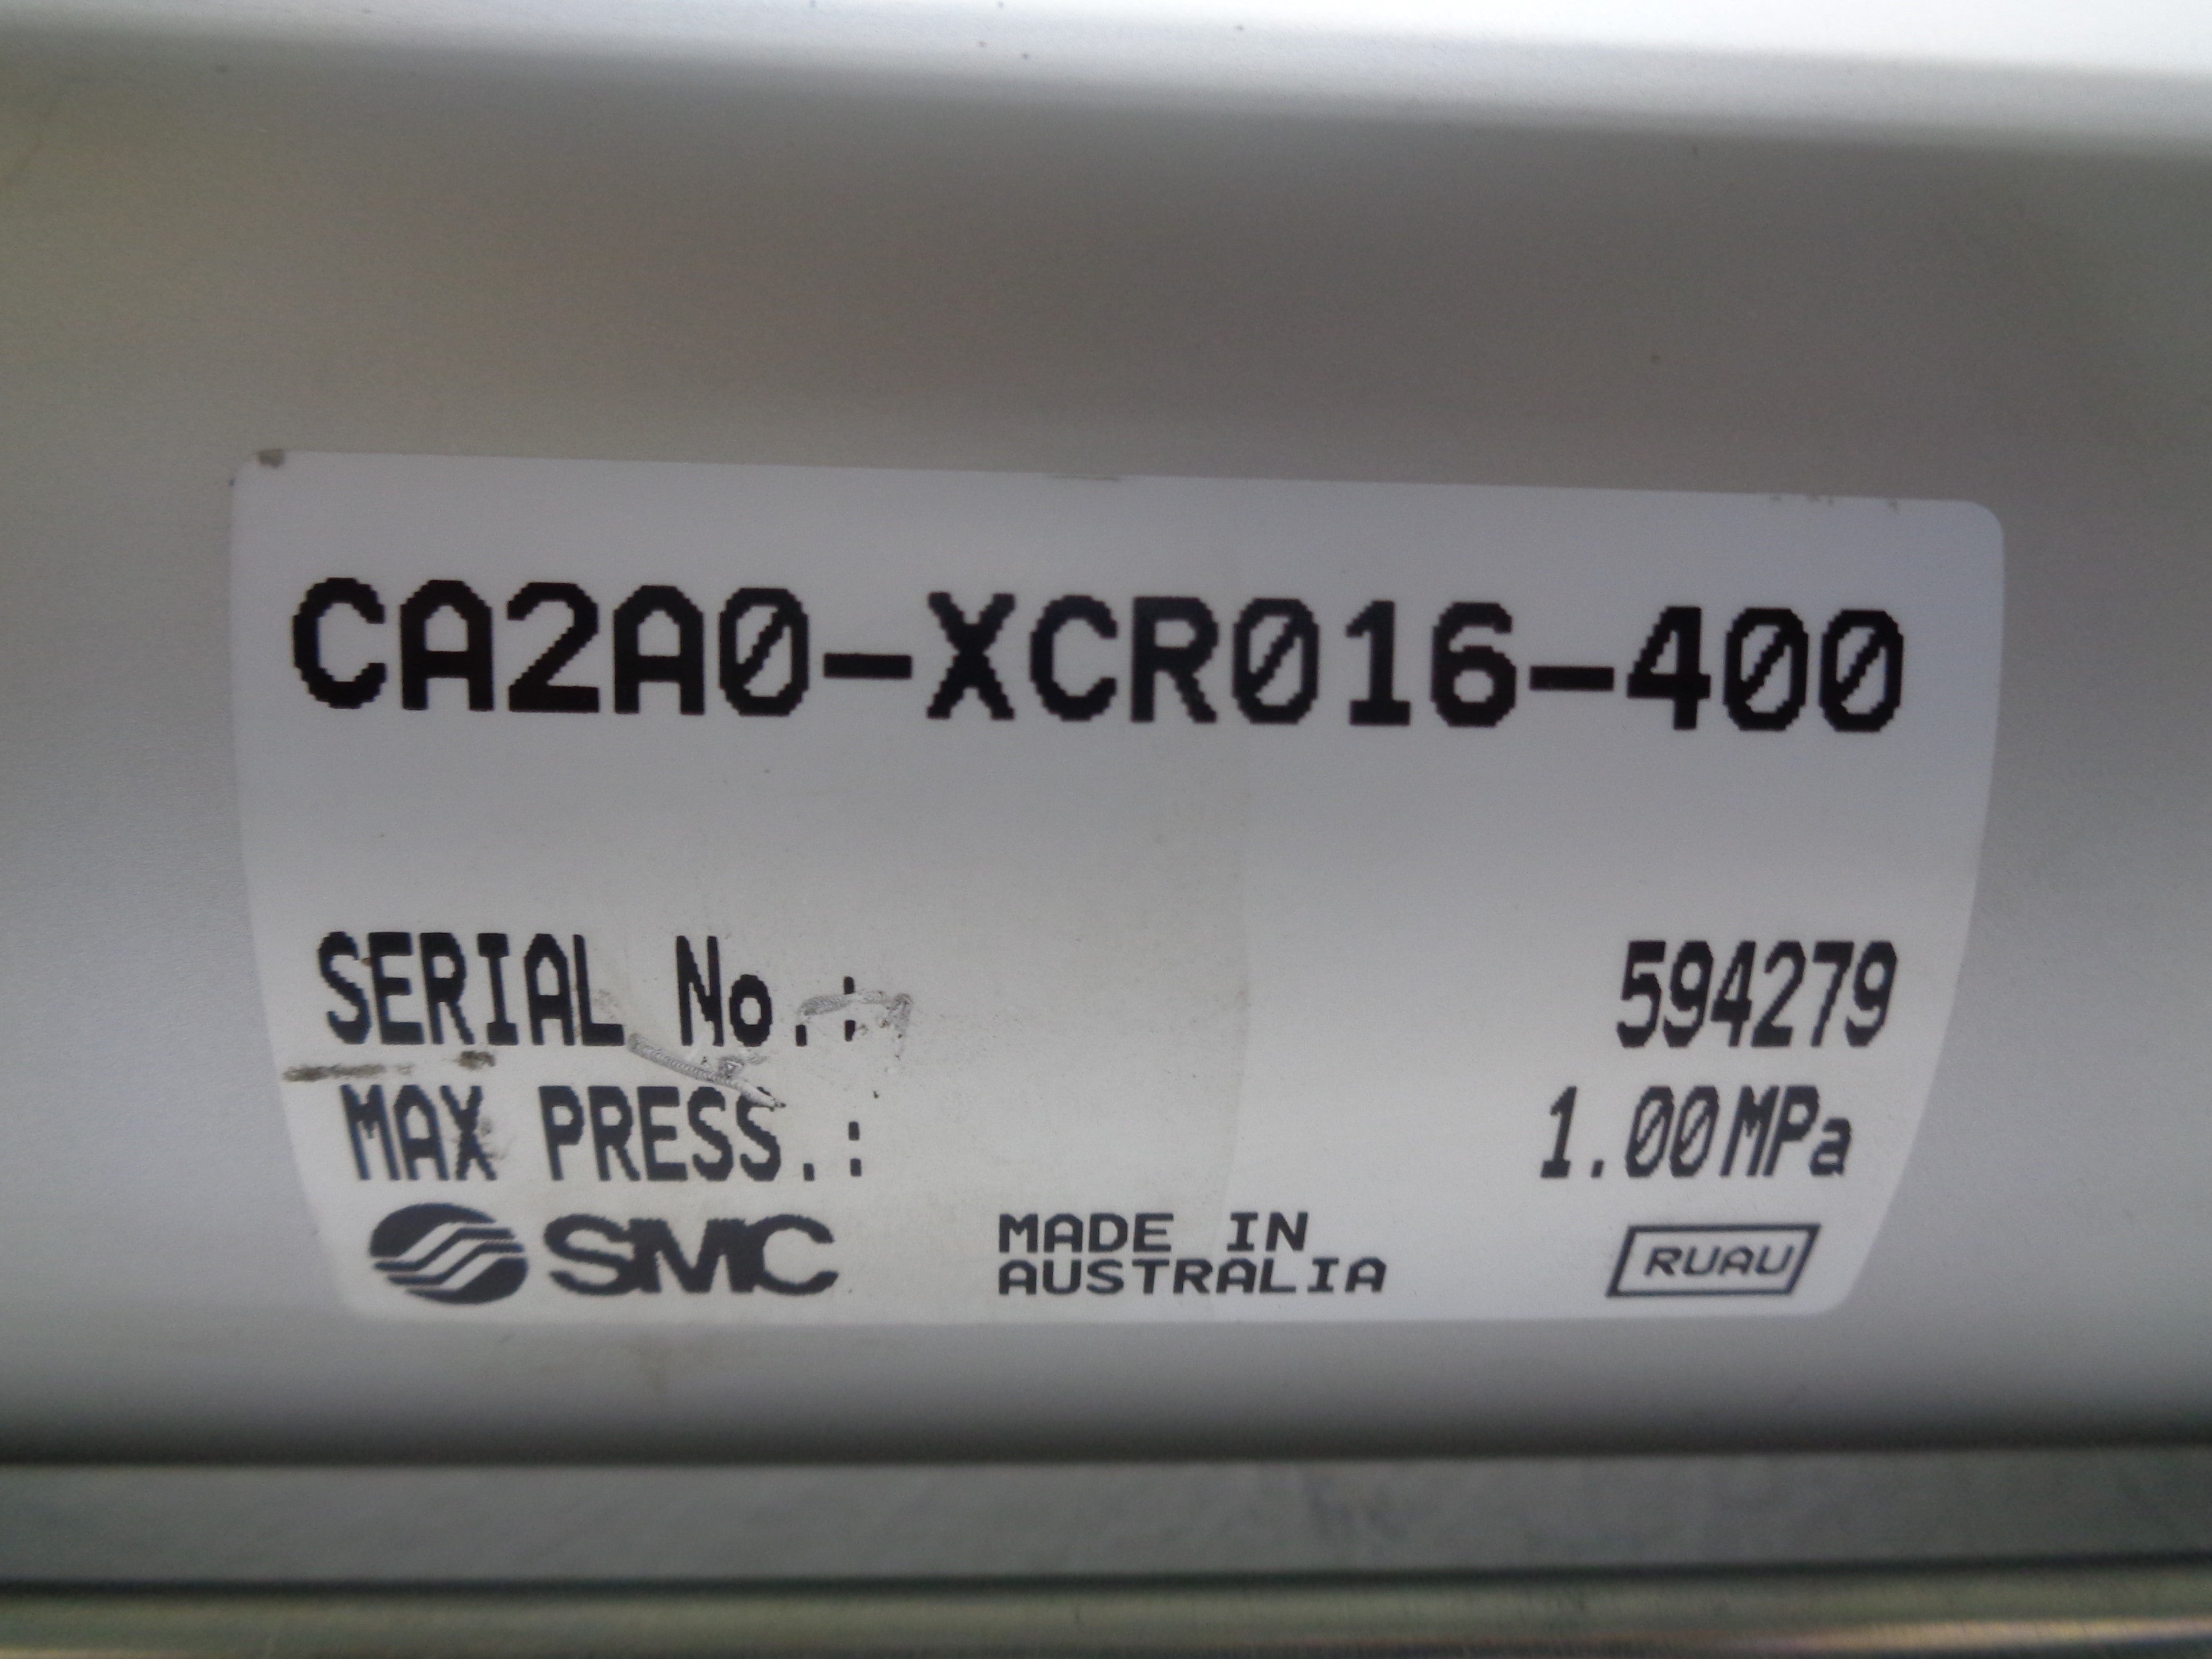 CA2A0-XCR016-400
SERIAL No.: 594279
MAX PRESS.: 1.00MPa
SMC MADE IN AUSTRALIA RUAU